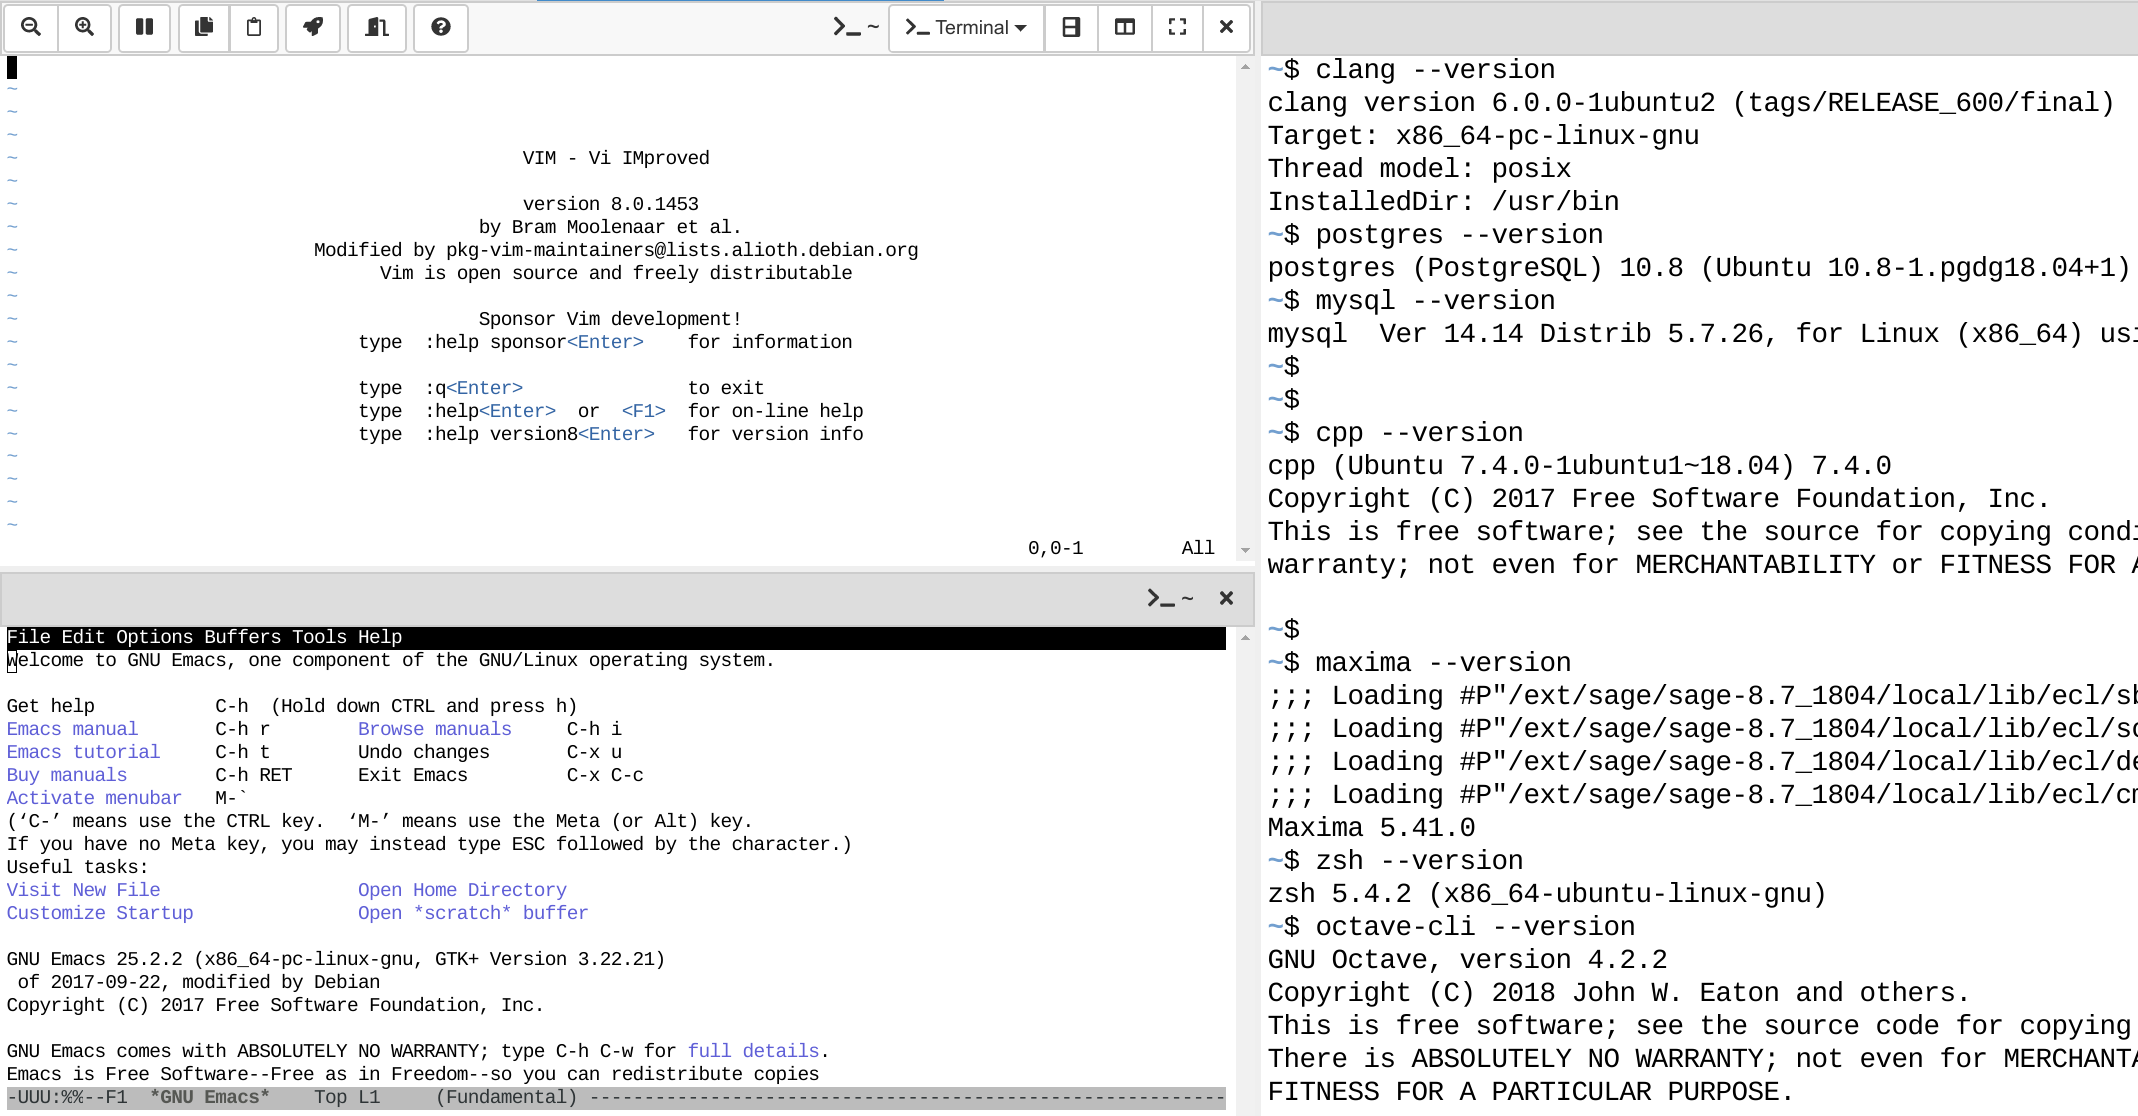 ~ Terminal
~
~
~
~ VIM - Vi IMproved
~
~ version 8.0.1453
~ by Bram Moolenaar et al.
~ Modified by pkg-vim-maintainers@lists.alioth.debian.org
~ Vim is open source and freely distributable
~
~ Sponsor Vim development!
~ type :help sponsor<Enter> for information
~
~ type :q<Enter> to exit
~ type :help<Enter> or <F1> for on-line help
~ type :help version8<Enter> for version info
~
~
~
~
0,0-1 All
~
File Edit Options Buffers Tools Help
Welcome to GNU Emacs, one component of the GNU/Linux operating system.
Get help C-h (Hold down CTRL and press h)
Emacs manual C-h r Browse manuals C-h i
Emacs tutorial C-h t Undo changes C-x u
Buy manuals C-h RET Exit Emacs C-x C-c
Activate menubar M-`
(‘C-’ means use the CTRL key. ‘M-’ means use the Meta (or Alt) key.
If you have no Meta key, you may instead type ESC followed by the character.)
Useful tasks:
Visit New File Open Home Directory
Customize Startup Open *scratch* buffer
GNU Emacs 25.2.2 (x86_64-pc-linux-gnu, GTK+ Version 3.22.21)
of 2017-09-22, modified by Debian
Copyright (C) 2017 Free Software Foundation, Inc.
GNU Emacs comes with ABSOLUTELY NO WARRANTY; type C-h C-w for full details.
Emacs is Free Software--Free as in Freedom--so you can redistribute copies
-UUU:%%--F1 *GNU Emacs* Top L1 (Fundamental) ----------------------------------------------------------
~$ clang --version
clang version 6.0.0-1ubuntu2 (tags/RELEASE_600/final)
Target: x86_64-pc-linux-gnu
Thread model: posix
InstalledDir: /usr/bin
~$ postgres --version
postgres (PostgreSQL) 10.8 (Ubuntu 10.8-1.pgdg18.04+1)
~$ mysql --version
mysql Ver 14.14 Distrib 5.7.26, for Linux (x86_64) usi
~$
~$
~$ cpp --version
cpp (Ubuntu 7.4.0-1ubuntu1~18.04) 7.4.0
Copyright (C) 2017 Free Software Foundation, Inc.
This is free software; see the source for copying condi
warranty; not even for MERCHANTABILITY or FITNESS FOR A
~$
~$ maxima --version
;;; Loading #P"/ext/sage/sage-8.7_1804/local/lib/ecl/sb
;;; Loading #P"/ext/sage/sage-8.7_1804/local/lib/ecl/so
;;; Loading #P"/ext/sage/sage-8.7_1804/local/lib/ecl/de
;;; Loading #P"/ext/sage/sage-8.7_1804/local/lib/ecl/cm
Maxima 5.41.0
~$ zsh --version
zsh 5.4.2 (x86_64-ubuntu-linux-gnu)
~$ octave-cli --version
GNU Octave, version 4.2.2
Copyright (C) 2018 John W. Eaton and others.
This is free software; see the source code for copying
There is ABSOLUTELY NO WARRANTY; not even for MERCHANTA
FITNESS FOR A PARTICULAR PURPOSE.